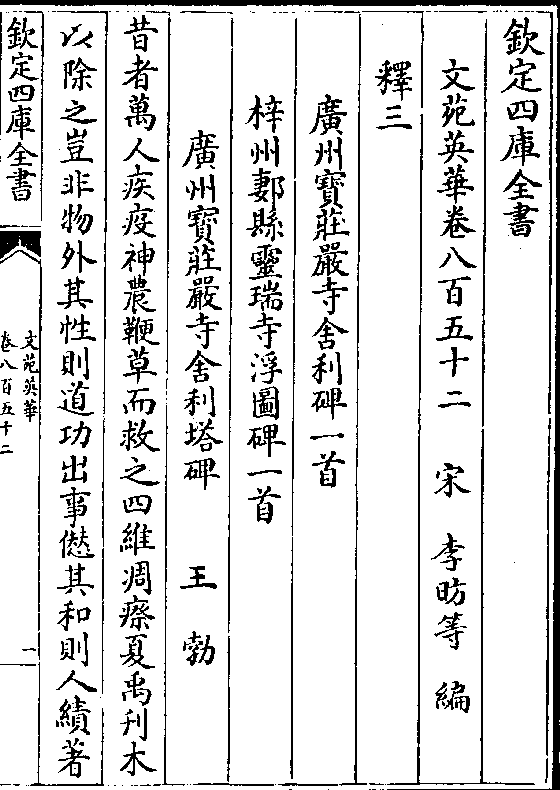 欽定四庫全書
文苑英華卷八百五十二 宋 李昉等 編
釋三
廣州寶莊嚴寺舍利碑一首
梓州郪縣靈瑞寺浮圖碑一首
廣州寶莊嚴寺舍利塔碑 王勃
昔者萬人疾疫神農鞭草而救之四維凋瘵夏禹刋木
以除之豈非物外其性則道功出事僁其和則人績著
欽定四庫全書
文苑英華
卷八百五十二
一